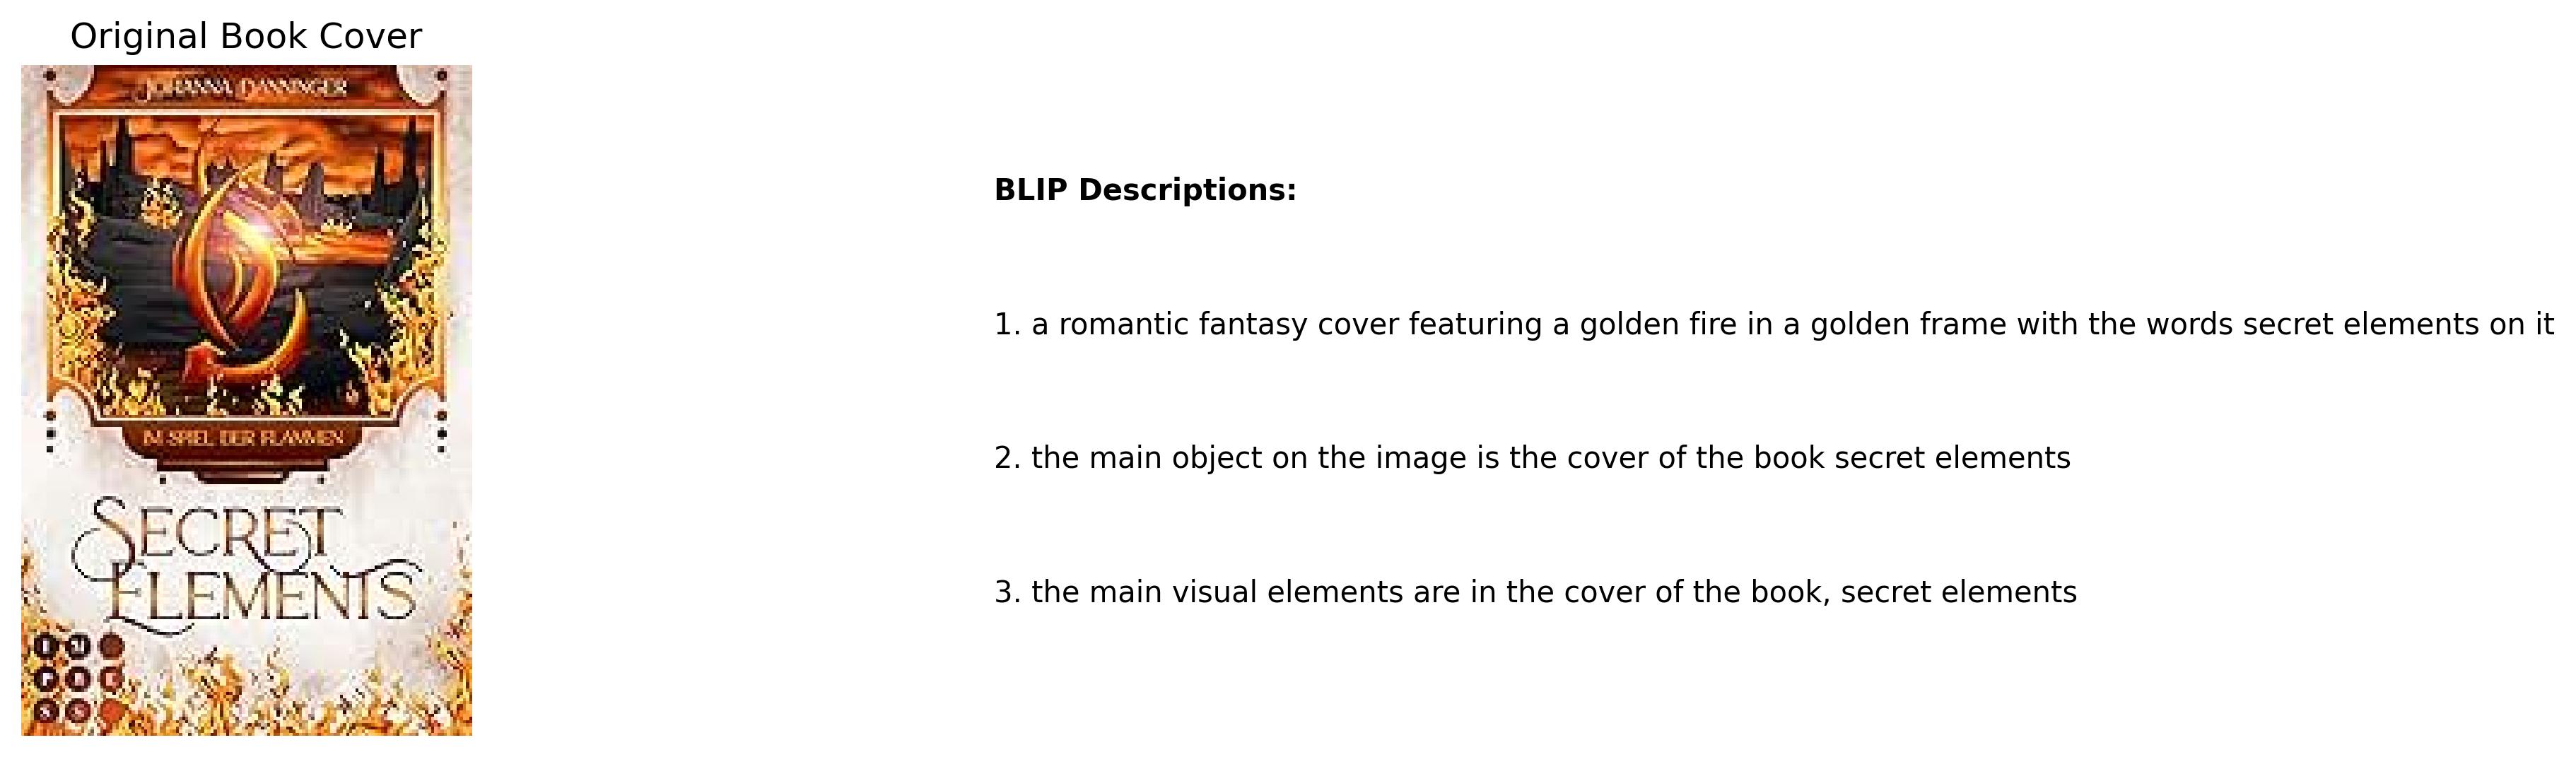 Original Book Cover
JOHANNA DANNINGER
IM SPIEL DER FLAMMEN
SECRET
ELEMENTS
BLIP Descriptions:
1. a romantic fantasy cover featuring a golden fire in a golden frame with the words secret elements on it
2. the main object on the image is the cover of the book secret elements
3. the main visual elements are in the cover of the book, secret elements